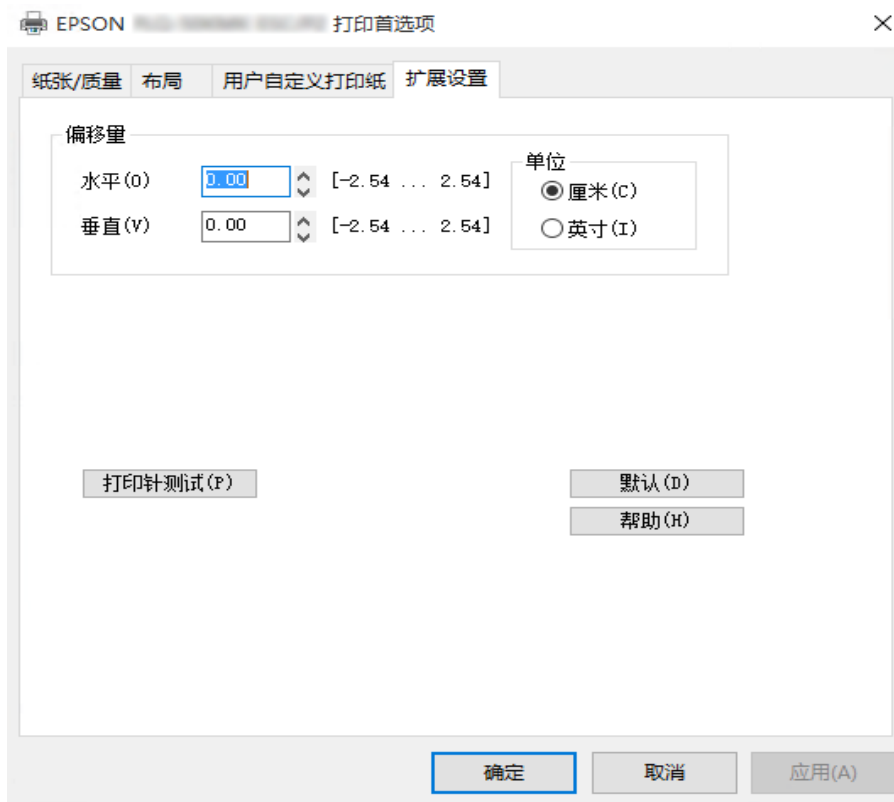 EPSON 打印首选项
纸张/质量 布局 用户自定义打印纸 扩展设置
偏移量
水平(O) 0.00 [-2.54 ... 2.54]
垂直(V) 0.00 [-2.54 ... 2.54]
单位
厘米(C)
英寸(I)
打印针测试(P) 默认(D)
帮助(H)
确定 取消 应用(A)